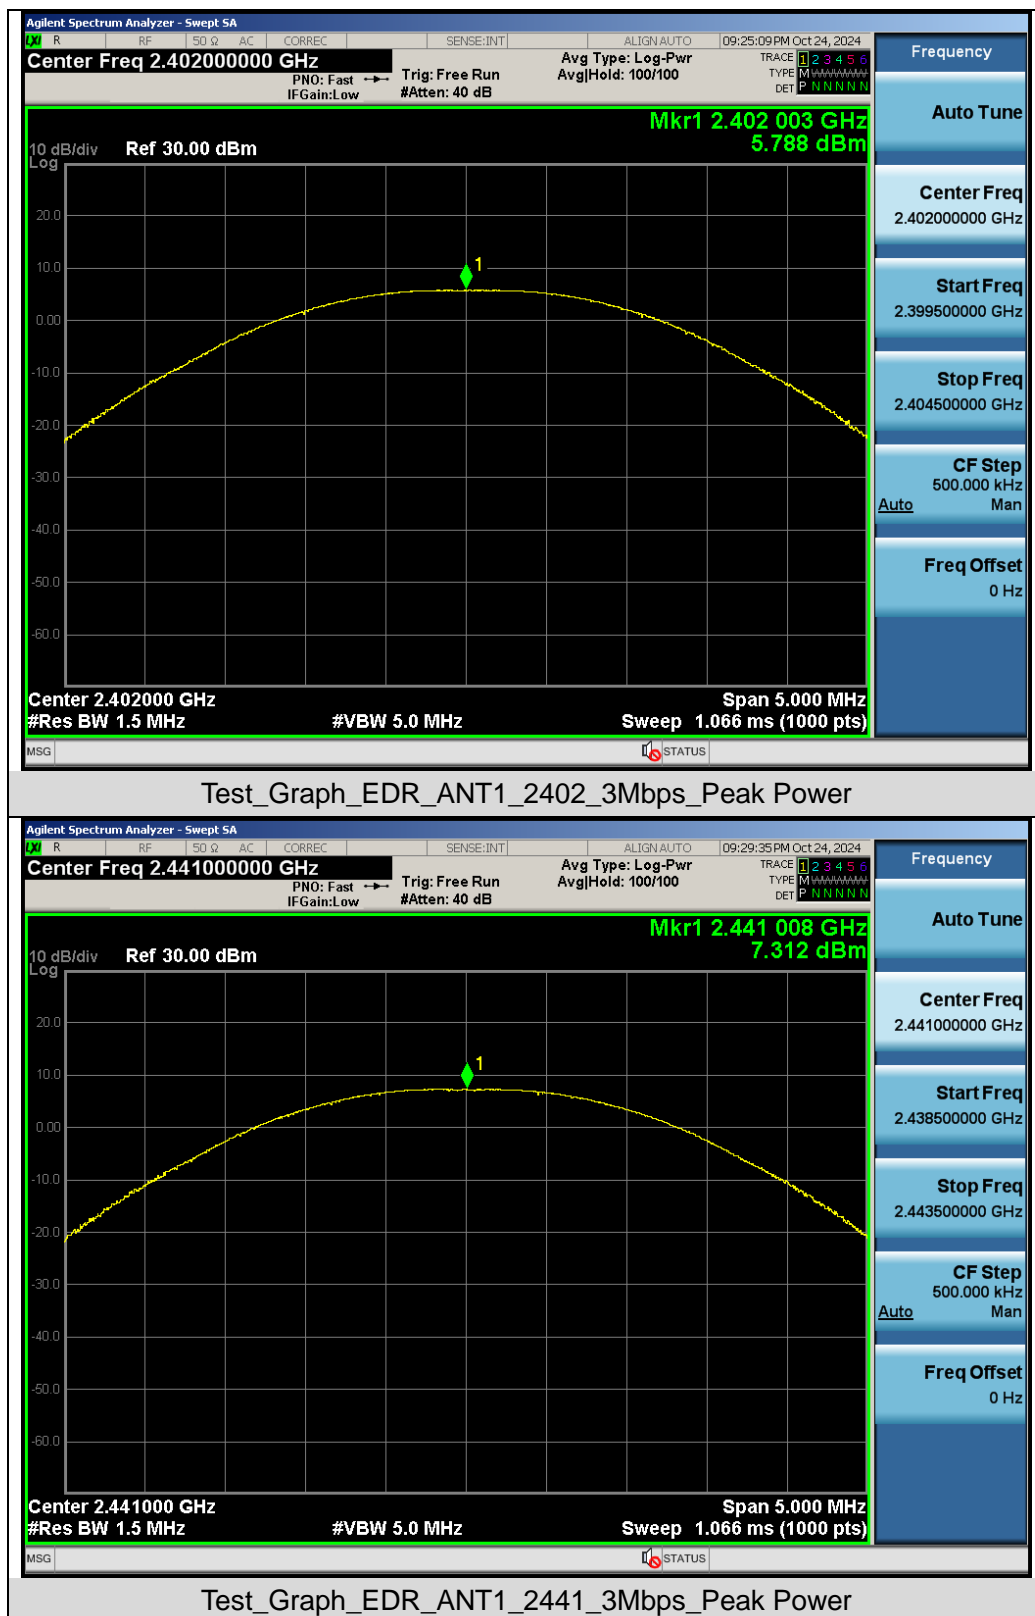 Agilent Spectrum Analyzer - Swept SA
LXI R RF 50 Ω AC CORREC SENSE:INT ALIGN AUTO 09:25:09 PM Oct 24, 2024
Center Freq 2.402000000 GHz
PNO: Fast
IFGain:Low
Trig: Free Run
#Atten: 40 dB
Avg Type: Log-Pwr
Avg|Hold: 100/100
TRACE 1 2 3 4 5 6
TYPE M
DET P N N N N N
Mkr1 2.402 003 GHz
5.788 dBm
10 dB/div Ref 30.00 dBm
Log
20.0
10.0
0.00
-10.0
-20.0
-30.0
-40.0
-50.0
-60.0
1
Center 2.402000 GHz Span 5.000 MHz
#Res BW 1.5 MHz #VBW 5.0 MHz Sweep 1.066 ms (1000 pts)
MSG STATUS
Frequency
Auto Tune
Center Freq
2.402000000 GHz
Start Freq
2.399500000 GHz
Stop Freq
2.404500000 GHz
CF Step
500.000 kHz
Auto Man
Freq Offset
0 Hz
Test_Graph_EDR_ANT1_2402_3Mbps_Peak Power
Agilent Spectrum Analyzer - Swept SA
LXI R RF 50 Ω AC CORREC SENSE:INT ALIGN AUTO 09:29:35 PM Oct 24, 2024
Center Freq 2.441000000 GHz
PNO: Fast
IFGain:Low
Trig: Free Run
#Atten: 40 dB
Avg Type: Log-Pwr
Avg|Hold: 100/100
TRACE 1 2 3 4 5 6
TYPE M
DET P N N N N N
Mkr1 2.441 008 GHz
7.312 dBm
10 dB/div Ref 30.00 dBm
Log
20.0
10.0
0.00
-10.0
-20.0
-30.0
-40.0
-50.0
-60.0
1
Center 2.441000 GHz Span 5.000 MHz
#Res BW 1.5 MHz #VBW 5.0 MHz Sweep 1.066 ms (1000 pts)
MSG STATUS
Frequency
Auto Tune
Center Freq
2.441000000 GHz
Start Freq
2.438500000 GHz
Stop Freq
2.443500000 GHz
CF Step
500.000 kHz
Auto Man
Freq Offset
0 Hz
Test_Graph_EDR_ANT1_2441_3Mbps_Peak Power